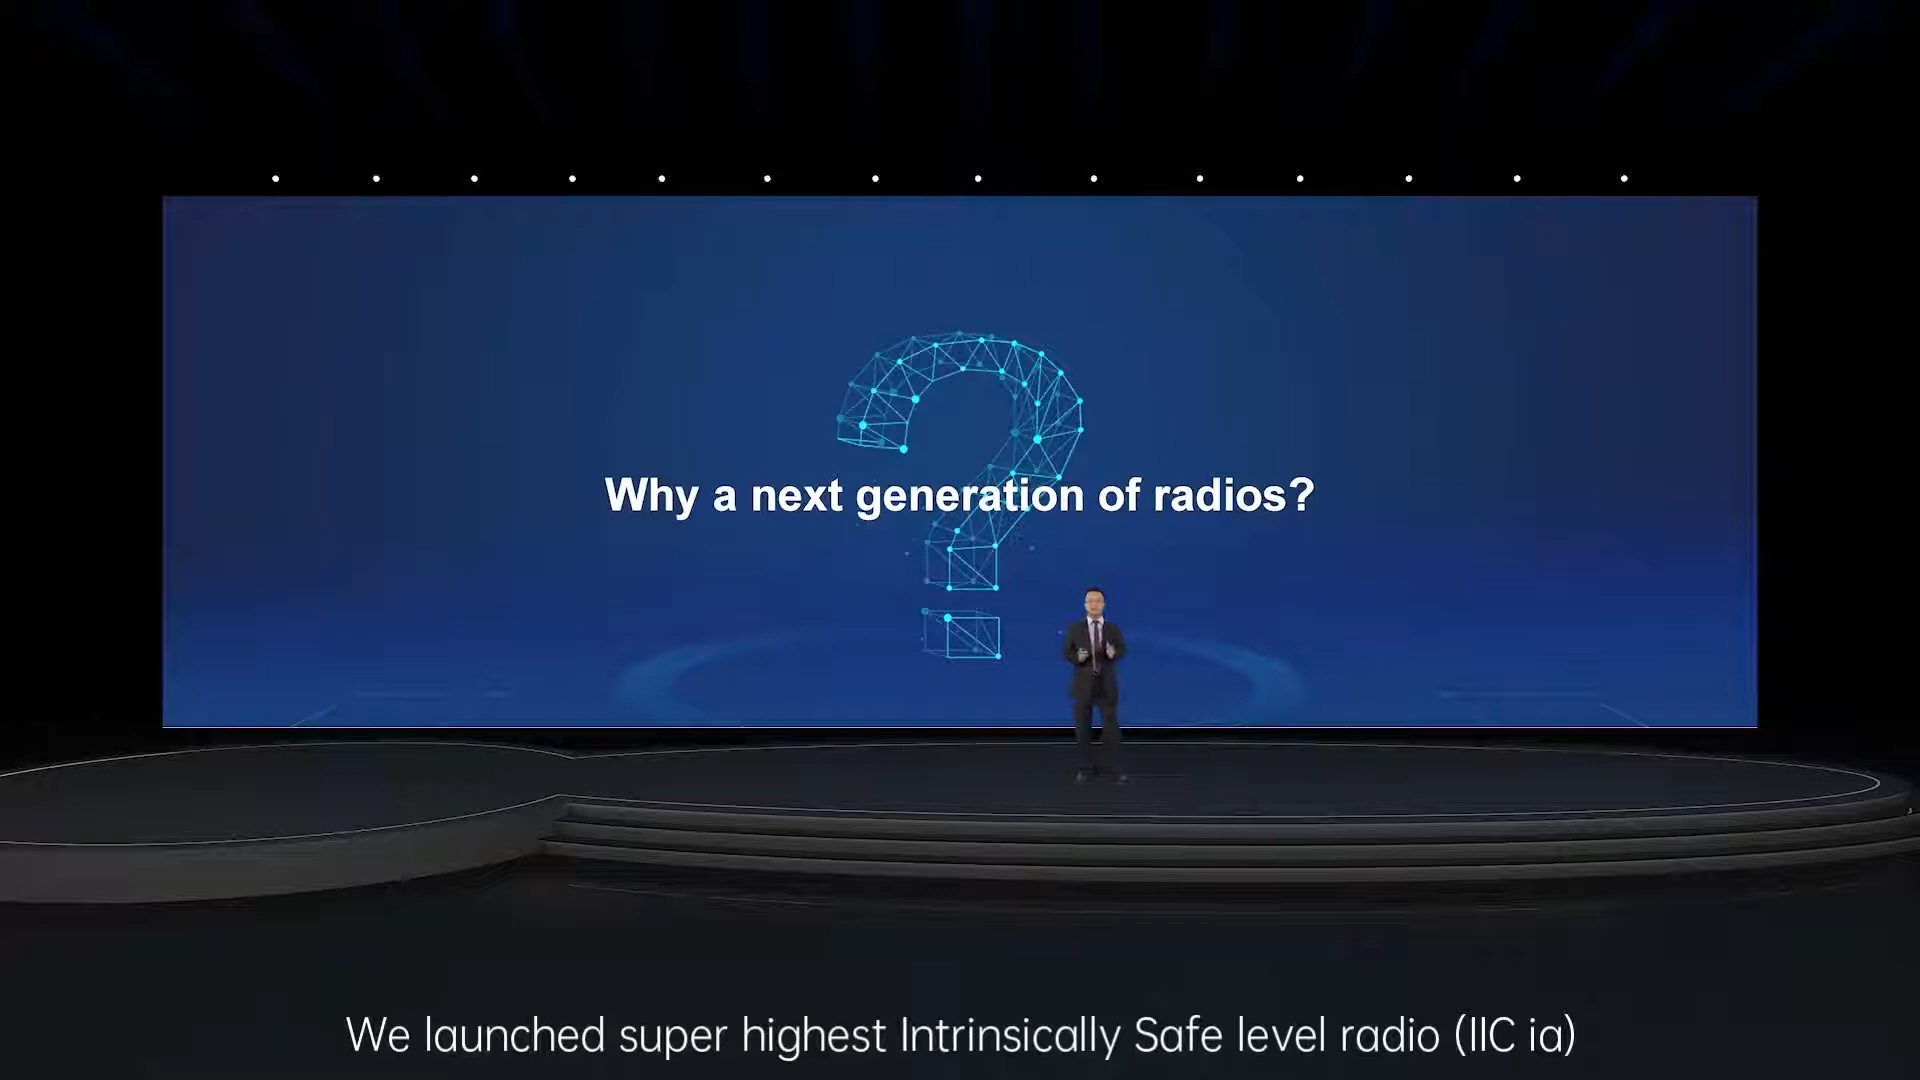 Why a next generation of radios?
We launched super highest Intrinsically Safe level radio (IIC ia)